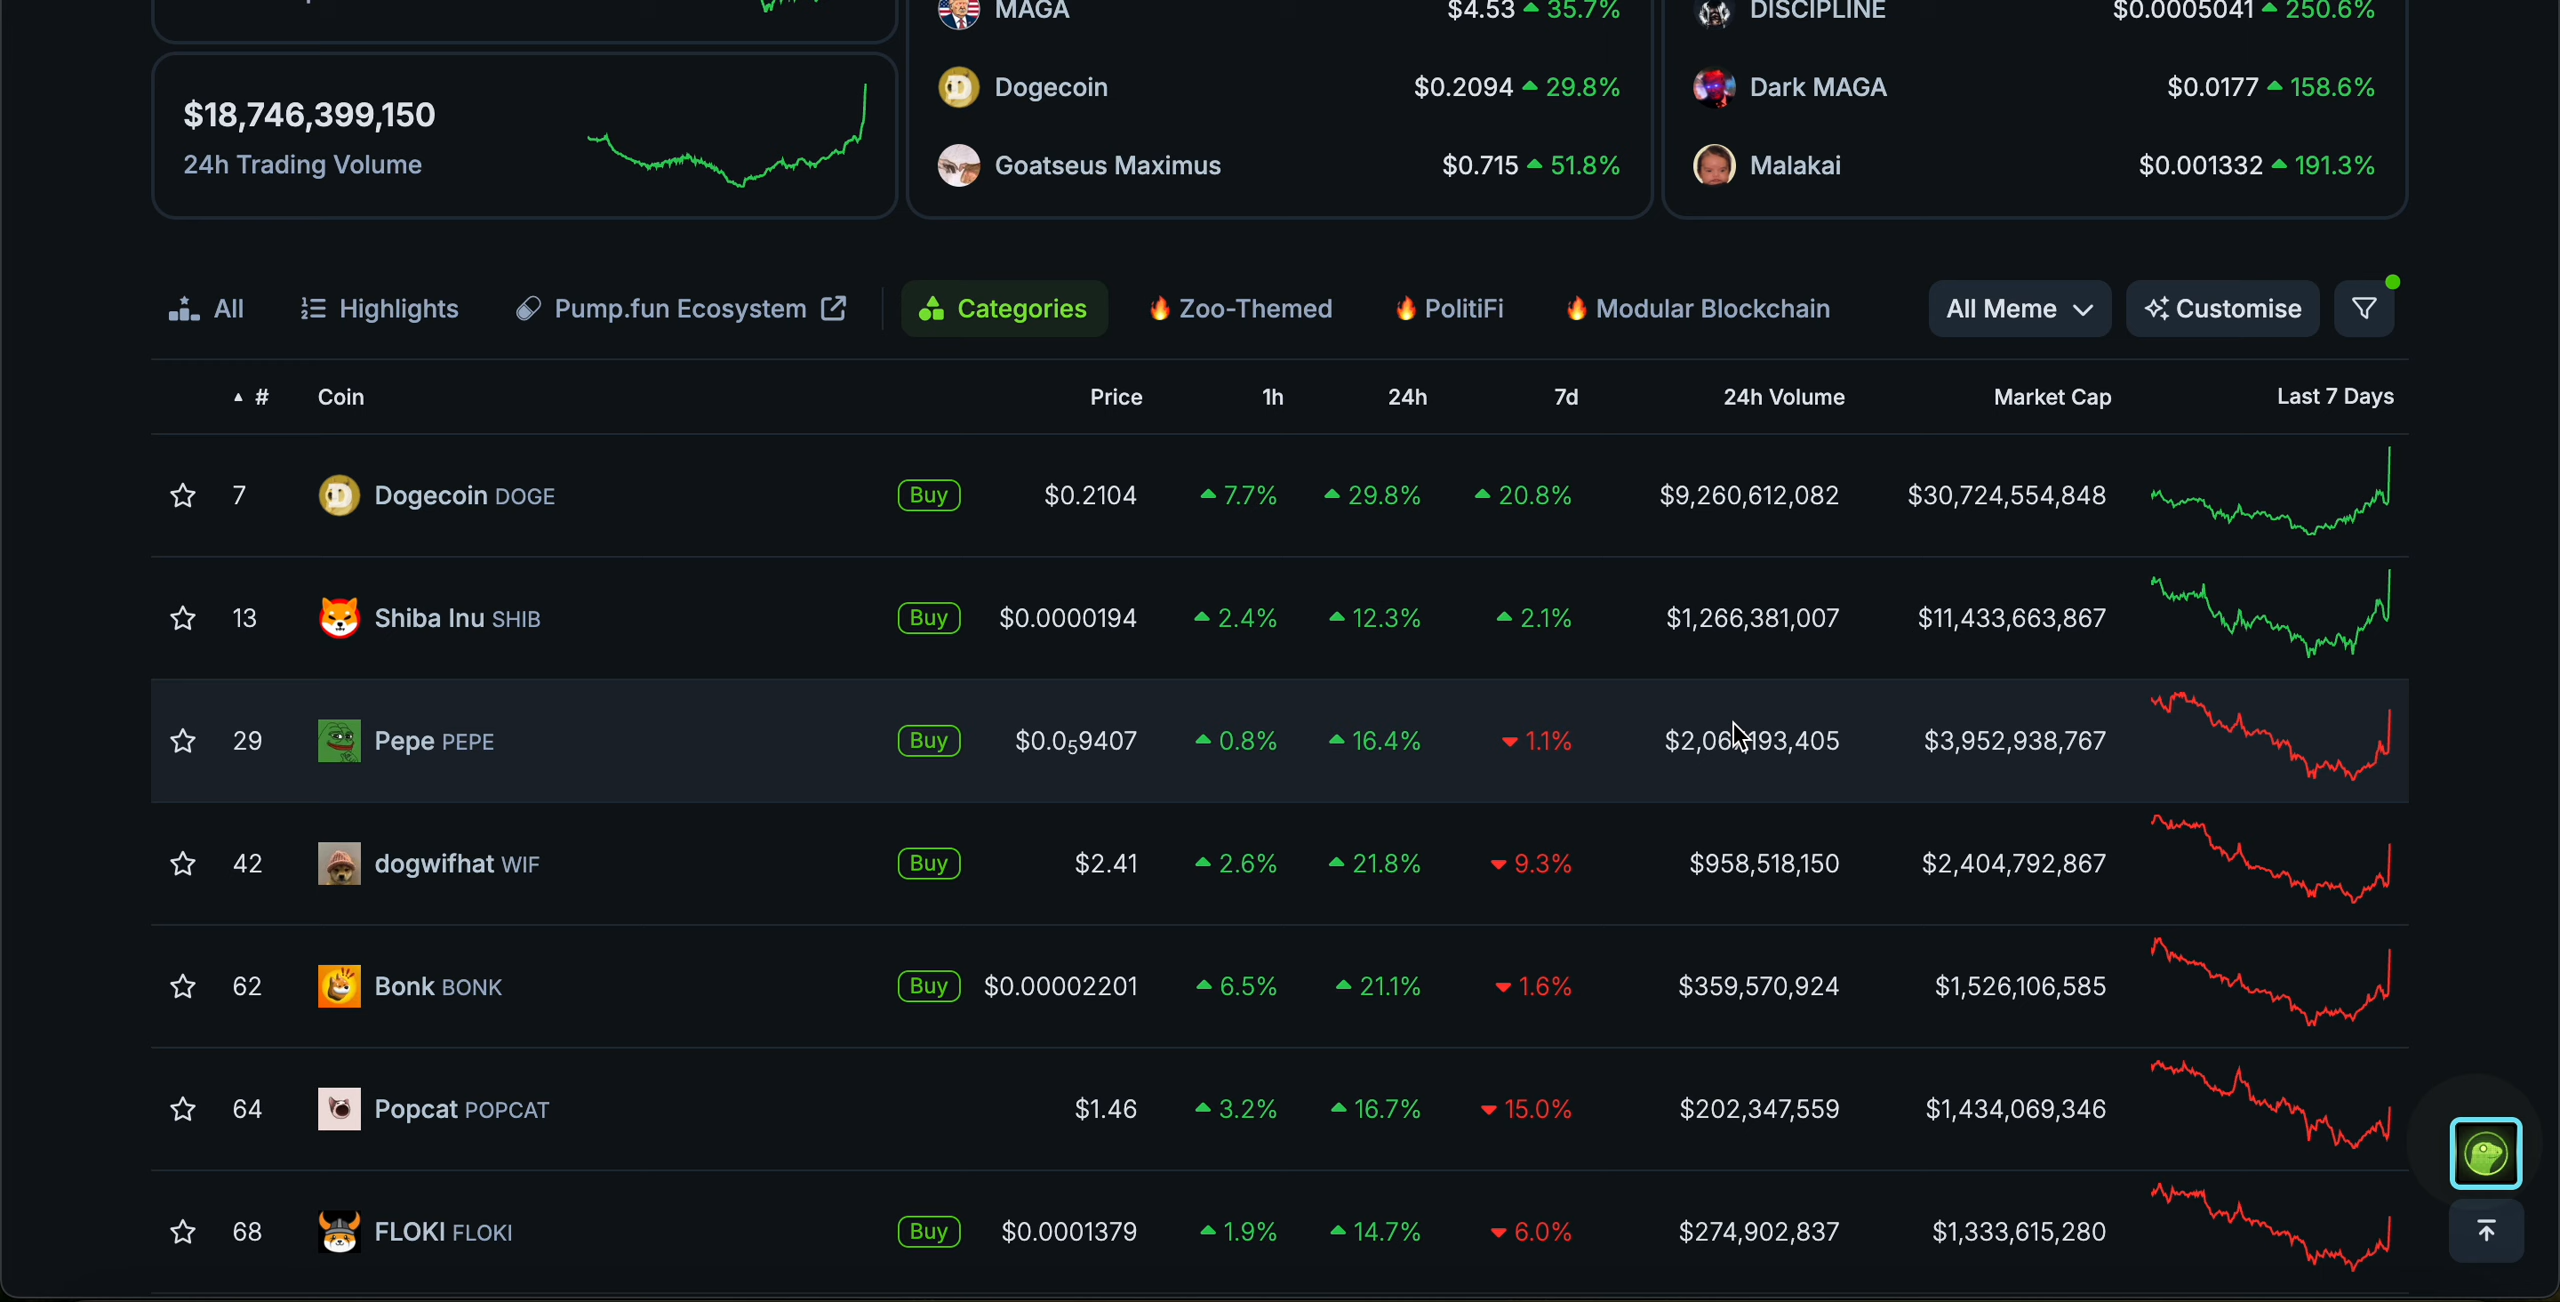 MAGA $4.53 ▲ 35.7%
DISCIPLINE $0.0005041 ▲ 250.6%
$18,746,399,150
24h Trading Volume
Dogecoin $0.2094 ▲ 29.8%
Dark MAGA $0.0177 ▲ 158.6%
Goatseus Maximus $0.715 ▲ 51.8%
Malakai $0.001332 ▲ 191.3%
All Highlights Pump.fun Ecosystem Categories 🔥 Zoo-Themed 🔥 PolitiFi 🔥 Modular Blockchain All Meme Customise
▲ # Coin Price 1h 24h 7d 24h Volume Market Cap Last 7 Days
7 Dogecoin DOGE Buy $0.2104 ▲ 7.7% ▲ 29.8% ▲ 20.8% $9,260,612,082 $30,724,554,848
13 Shiba Inu SHIB Buy $0.0000194 ▲ 2.4% ▲ 12.3% ▲ 2.1% $1,266,381,007 $11,433,663,867
29 Pepe PEPE Buy $0.0₅9407 ▲ 0.8% ▲ 16.4% ▼ 1.1% $3,952,938,767
42 dogwifhat WIF Buy $2.41 ▲ 2.6% ▲ 21.8% ▼ 9.3% $958,518,150 $2,404,792,867
62 Bonk BONK Buy $0.00002201 ▲ 6.5% ▲ 21.1% ▼ 1.6% $359,570,924 $1,526,106,585
64 Popcat POPCAT Buy $1.46 ▲ 3.2% ▲ 16.7% ▼ 15.0% $202,347,559 $1,434,069,346
68 FLOKI FLOKI Buy $0.0001379 ▲ 1.9% ▲ 14.7% ▼ 6.0% $274,902,837 $1,333,615,280